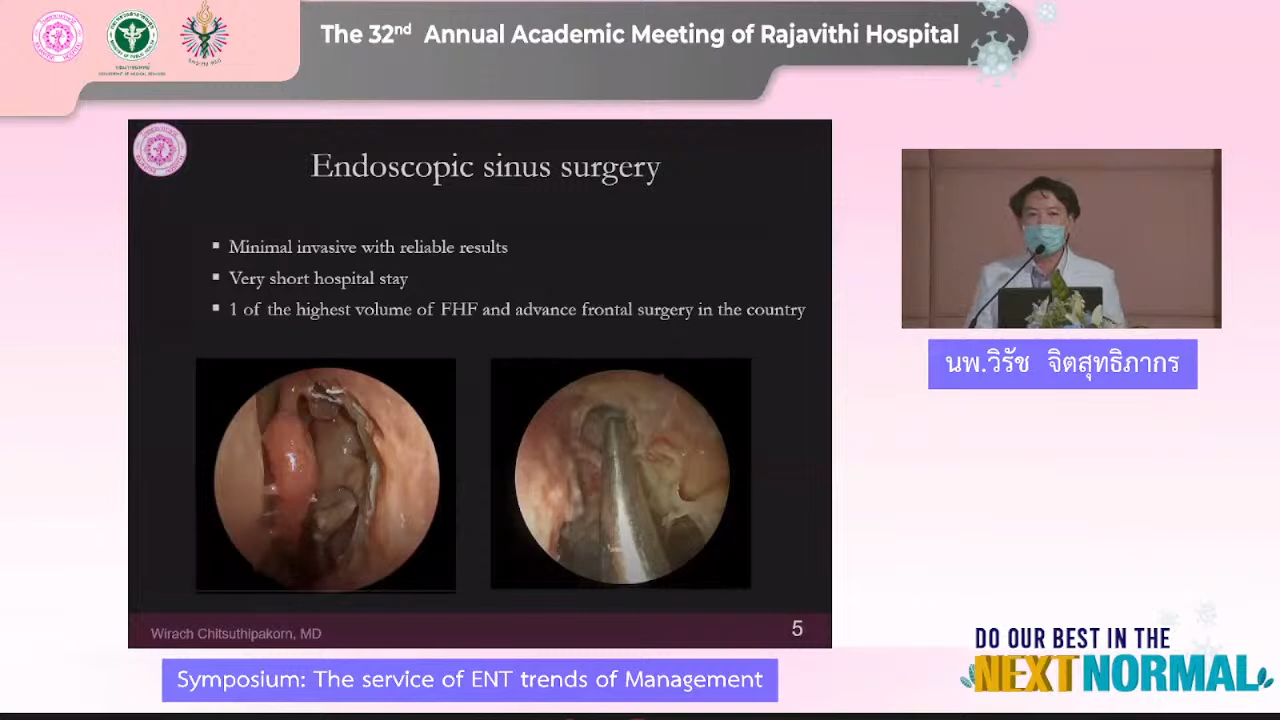 The 32nd Annual Academic Meeting of Rajavithi Hospital
Endoscopic sinus surgery
▪ Minimal invasive with reliable results
▪ Very short hospital stay
▪ 1 of the highest volume of FHF and advance frontal surgery in the country
นพ.วิรัช จิตสุทธิภากร
Wirach Chitsuthipakorn, MD
5
Symposium: The service of ENT trends of Management
DO OUR BEST IN THE
NEXT NORMAL